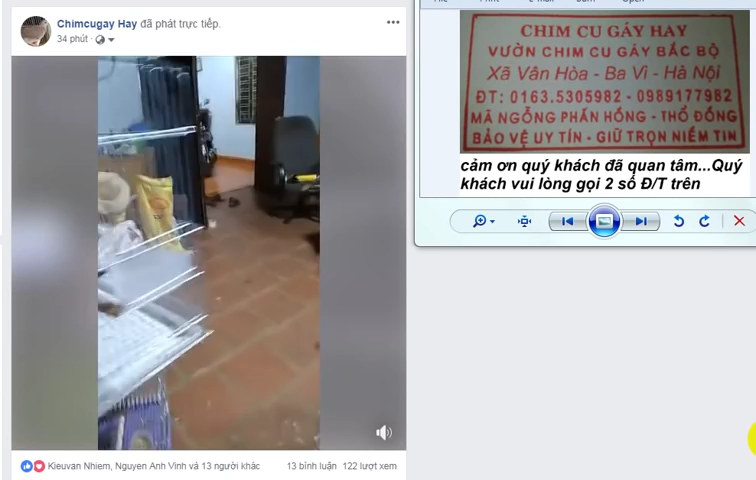 Chimcugay Hay đã phát trực tiếp.
34 phút
Kieuvan Nhiem, Nguyen Anh Vinh và 13 người khác
13 bình luận 122 lượt xem
CHIM CU GÁY HAY
VƯỜN CHIM CU GÁY BẮC BỘ
Xã Vân Hòa - Ba Vì - Hà Nội
ĐT: 0163.5305982 - 0989177982
MÃ NGỖNG PHẤN HỒNG - THỔ ĐỒNG
BẢO VỆ UY TÍN - GIỮ TRỌN NIỀM TIN
cảm ơn quý khách đã quan tâm...Quý
khách vui lòng gọi 2 số Đ/T trên